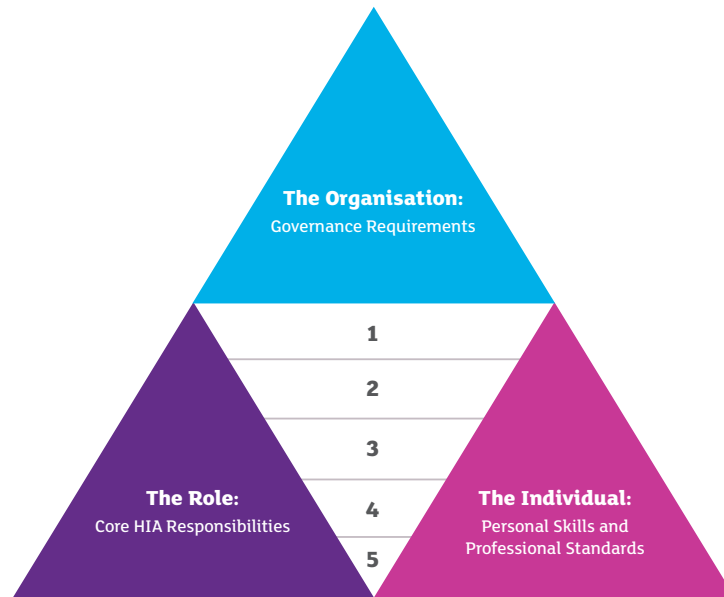 The Organisation:
Governance Requirements
1
2
3
4
5
The Role:
Core HIA Responsibilities
The Individual:
Personal Skills and
Professional Standards